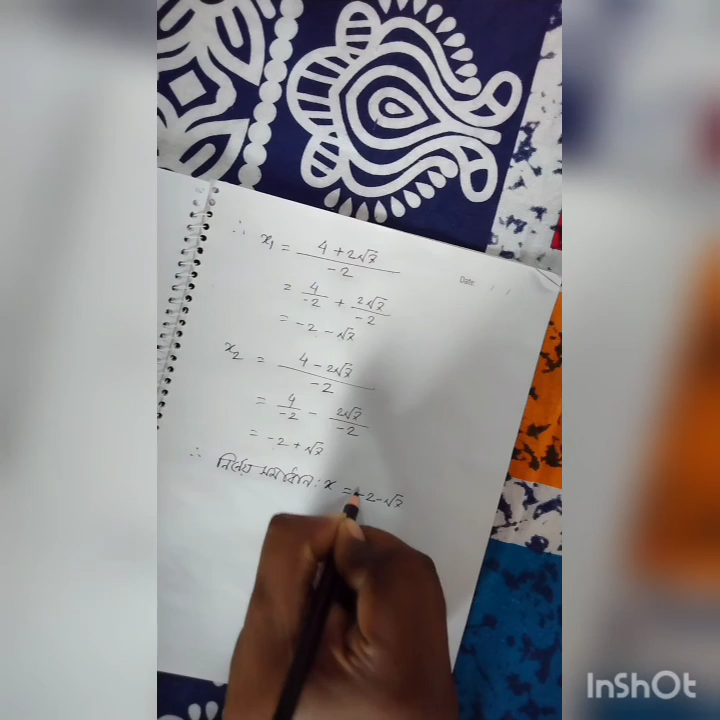 ∴ x₁ = (4 + 2√7) / -2
Date: / /
= 4/-2 + 2√7/-2
= -2 - √7
x₂ = (4 - 2√7) / -2
= 4/-2 - 2√7/-2
= -2 + √7
∴ নির্ণেয় সমাধান: x = -2 - √7
InShOt